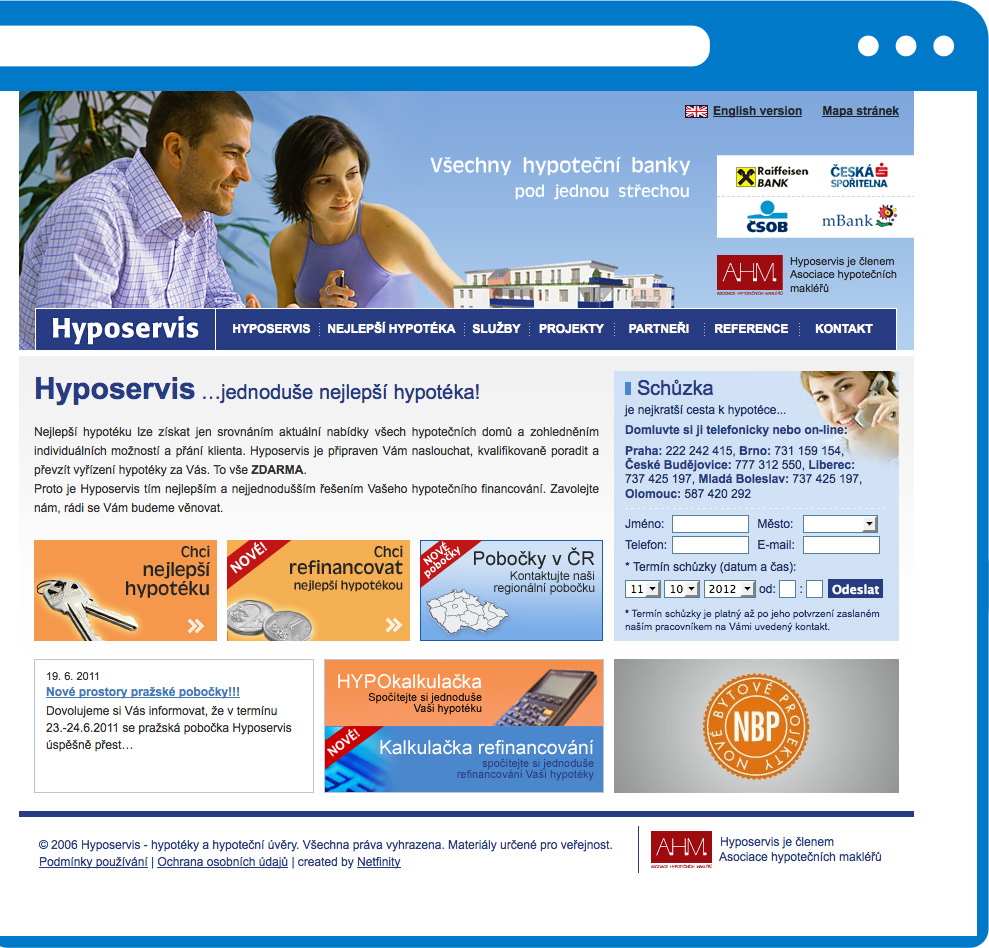 English version Mapa stránek
Všechny hypoteční banky
pod jednou střechou
Raiffeisen
BANK
ČESKÁ
SPOŘITELNA
ČSOB
mBank
AHM
ASOCIACE HYPOTEČNÍCH MAKLÉŘŮ
Hyposervis je členem
Asociace hypotečních
makléřů
Hyposervis
HYPOSERVIS NEJLEPŠÍ HYPOTÉKA SLUŽBY PROJEKTY PARTNEŘI REFERENCE KONTAKT
Hyposervis ...jednoduše nejlepší hypotéka!
Nejlepší hypotéku lze získat jen srovnáním aktuální nabídky všech hypotečních domů a zohledněním
individuálních možností a přání klienta. Hyposervis je připraven Vám naslouchat, kvalifikovaně poradit a
převzít vyřízení hypotéky za Vás. To vše ZDARMA.
Proto je Hyposervis tím nejlepším a nejjednodušším řešením Vašeho hypotečního financování. Zavolejte
nám, rádi se Vám budeme věnovat.
Schůzka
je nejkratší cesta k hypotéce...
Domluvte si ji telefonicky nebo on-line:
Praha: 222 242 415, Brno: 731 159 154,
České Budějovice: 777 312 550, Liberec:
737 425 197, Mladá Boleslav: 737 425 197,
Olomouc: 587 420 292
Jméno: Město:
Telefon: E-mail:
* Termín schůzky (datum a čas):
11 10 2012 od: : Odeslat
* Termín schůzky je platný až po jeho potvrzení zaslaném
naším pracovníkem na Vámi uvedený kontakt.
Chci
nejlepší
hypotéku
NOVÉ!
Chci
refinancovat
nejlepší hypotékou
NOVÉ
pobočky
Pobočky v ČR
Kontaktujte naši
regionální pobočku
19. 6. 2011
Nové prostory pražské pobočky!!!
Dovolujeme si Vás informovat, že v termínu
23.-24.6.2011 se pražská pobočka Hyposervis
úspěšně přest...
HYPOkalkulačka
Spočítejte si jednoduše
Vaši hypotéku
NOVÉ!
Kalkulačka refinancování
spočítejte si jednoduše
refinancování Vaší hypotéky
NOVÉ BYTOVÉ PROJEKTY
NBP
© 2006 Hyposervis - hypotéky a hypoteční úvěry. Všechna práva vyhrazena. Materiály určené pro veřejnost.
Podmínky používání | Ochrana osobních údajů | created by Netfinity
AHM
ASOCIACE HYPOTEČNÍCH MAKLÉŘŮ
Hyposervis je členem
Asociace hypotečních makléřů